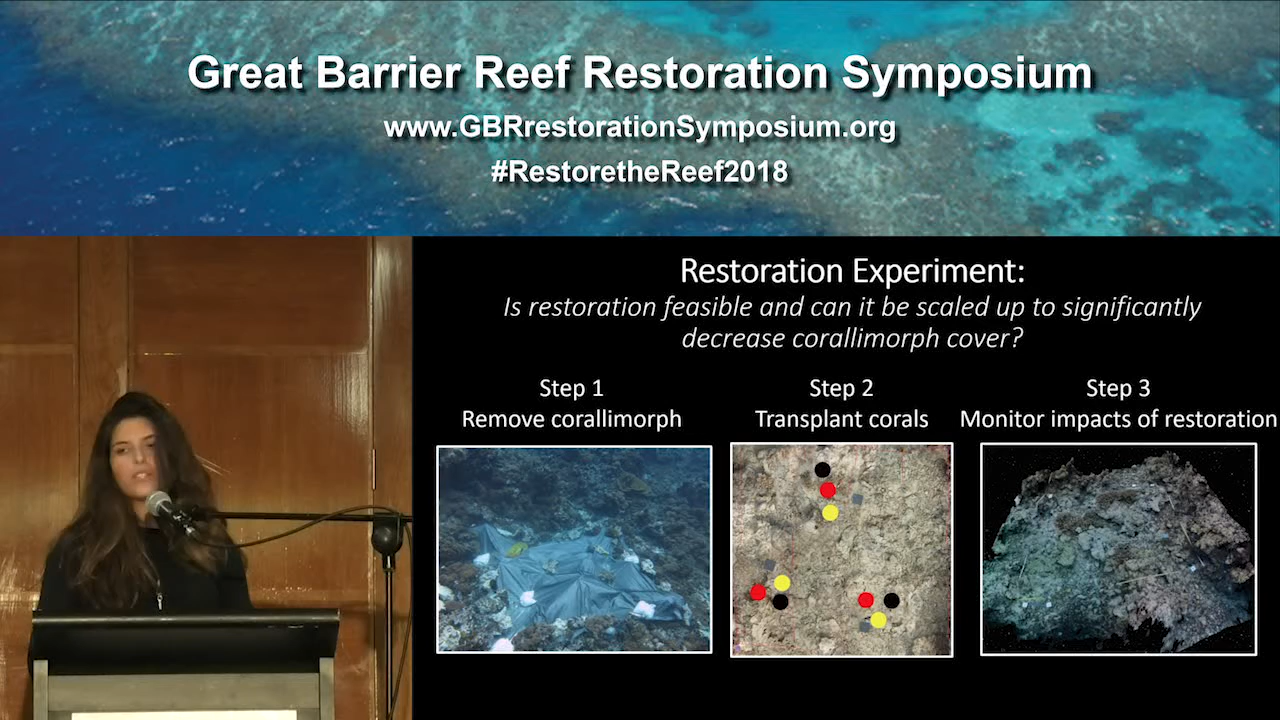 Great Barrier Reef Restoration Symposium
www.GBRrestorationSymposium.org
#RestoretheReef2018
Restoration Experiment:
Is restoration feasible and can it be scaled up to significantly
decrease corallimorph cover?
Step 1
Remove corallimorph
Step 2
Transplant corals
Step 3
Monitor impacts of restoration